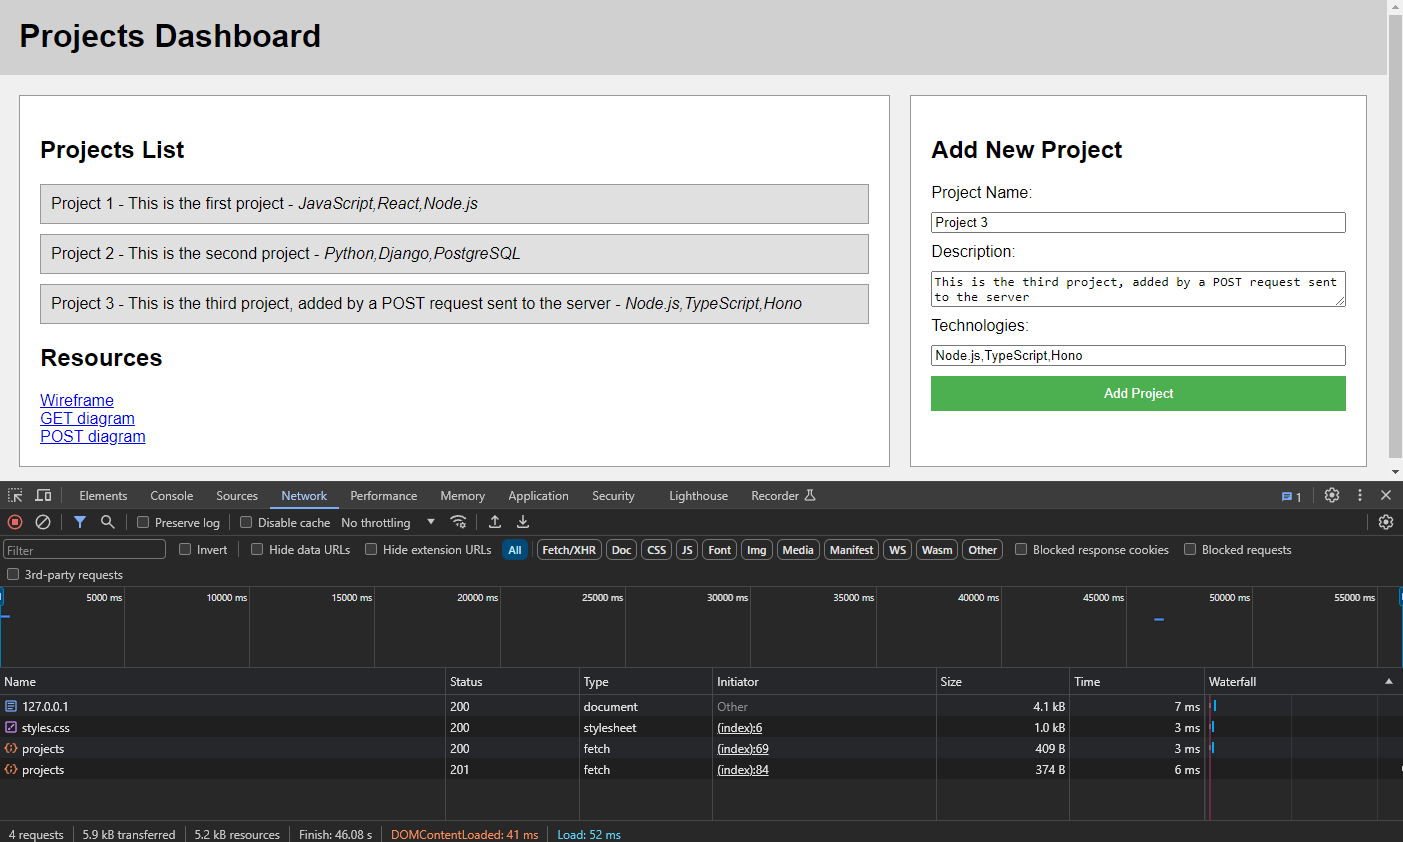 Projects Dashboard
Projects List
Project 1 - This is the first project - JavaScript,React,Node.js
Project 2 - This is the second project - Python,Django,PostgreSQL
Project 3 - This is the third project, added by a POST request sent to the server - Node.js,TypeScript,Hono
Resources
Wireframe
GET diagram
POST diagram
Add New Project
Project Name:
Project 3
Description:
This is the third project, added by a POST request sent
to the server
Technologies:
Node.js,TypeScript,Hono
Add Project
Elements Console Sources Network Performance Memory Application Security Lighthouse Recorder 1
Preserve log Disable cache No throttling
Filter Invert Hide data URLs Hide extension URLs All Fetch/XHR Doc CSS JS Font Img Media Manifest WS Wasm Other Blocked response cookies Blocked requests
3rd-party requests
5000 ms 10000 ms 15000 ms 20000 ms 25000 ms 30000 ms 35000 ms 40000 ms 45000 ms 50000 ms 55000 ms
Name Status Type Initiator Size Time Waterfall
127.0.0.1 200 document Other 4.1 kB 7 ms
styles.css 200 stylesheet (index):6 1.0 kB 3 ms
projects 200 fetch (index):69 409 B 3 ms
projects 201 fetch (index):84 374 B 6 ms
4 requests 5.9 kB transferred 5.2 kB resources Finish: 46.08 s DOMContentLoaded: 41 ms Load: 52 ms